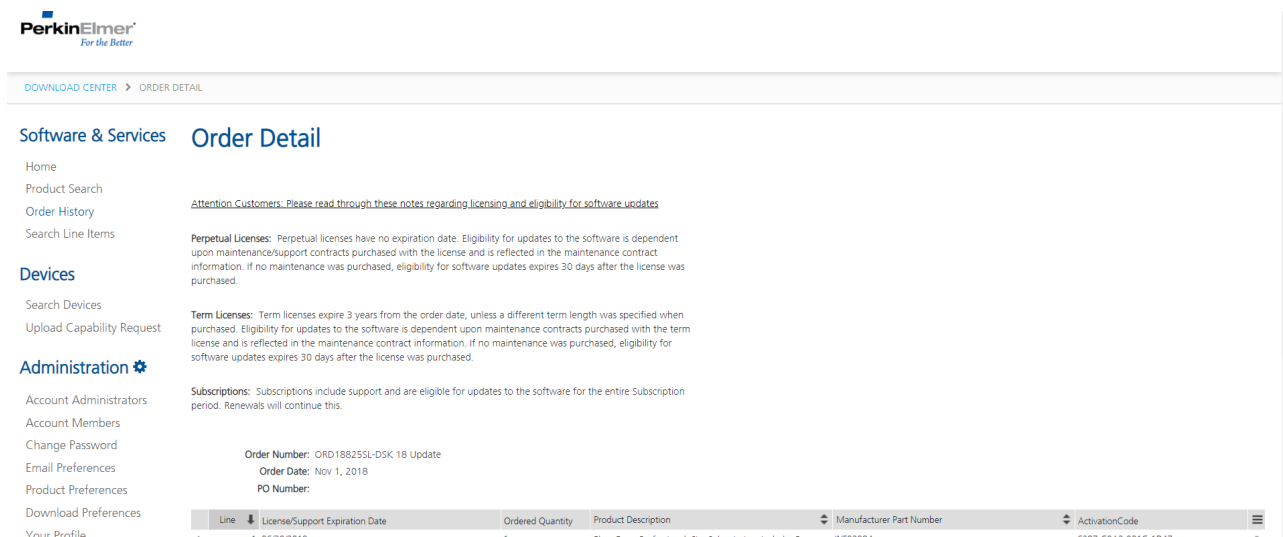 PerkinElmer
For the Better
DOWNLOAD CENTER > ORDER DETAIL
Software & Services
Home
Product Search
Order History
Search Line Items
Devices
Search Devices
Upload Capability Request
Administration
Account Administrators
Account Members
Change Password
Email Preferences
Product Preferences
Download Preferences
Your Profile
Order Detail
Attention Customers: Please read through these notes regarding licensing and eligibility for software updates
Perpetual Licenses: Perpetual licenses have no expiration date. Eligibility for updates to the software is dependent
upon maintenance/support contracts purchased with the license and is reflected in the maintenance contract
information. If no maintenance was purchased, eligibility for software updates expires 30 days after the license was
purchased.
Term Licenses: Term licenses expire 3 years from the order date, unless a different term length was specified when
purchased. Eligibility for updates to the software is dependent upon maintenance contracts purchased with the term
license and is reflected in the maintenance contract information. If no maintenance was purchased, eligibility for
software updates expires 30 days after the license was purchased.
Subscriptions: Subscriptions include support and are eligible for updates to the software for the entire Subscription
period. Renewals will continue this.
Order Number: ORD18825SL-DSK 18 Update
Order Date: Nov 1, 2018
PO Number:
Line License/Support Expiration Date Ordered Quantity Product Description Manufacturer Part Number ActivationCode